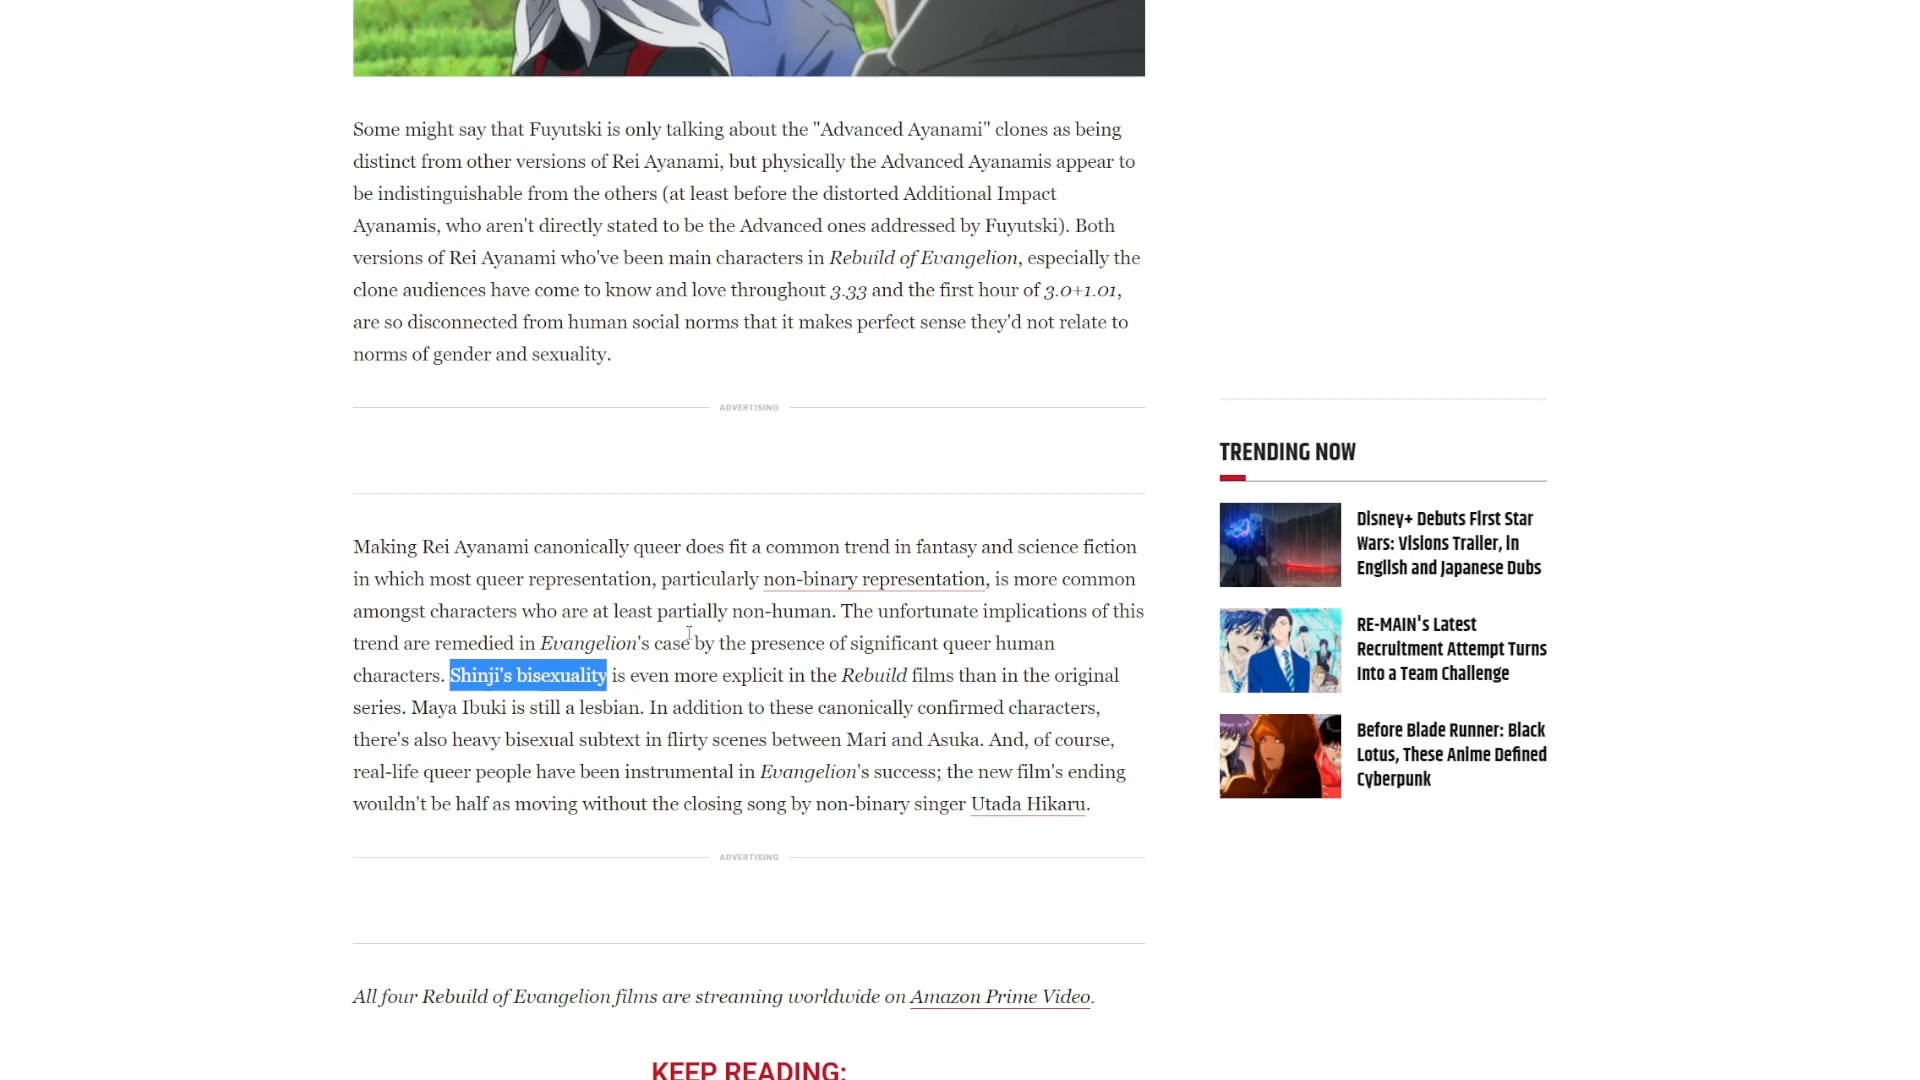 Some might say that Fuyutski is only talking about the "Advanced Ayanami" clones as being
distinct from other versions of Rei Ayanami, but physically the Advanced Ayanamis appear to
be indistinguishable from the others (at least before the distorted Additional Impact
Ayanamis, who aren't directly stated to be the Advanced ones addressed by Fuyutski). Both
versions of Rei Ayanami who've been main characters in Rebuild of Evangelion, especially the
clone audiences have come to know and love throughout 3.33 and the first hour of 3.0+1.01,
are so disconnected from human social norms that it makes perfect sense they'd not relate to
norms of gender and sexuality.
ADVERTISING
Making Rei Ayanami canonically queer does fit a common trend in fantasy and science fiction
in which most queer representation, particularly non-binary representation, is more common
amongst characters who are at least partially non-human. The unfortunate implications of this
trend are remedied in Evangelion's case by the presence of significant queer human
characters. Shinji's bisexuality is even more explicit in the Rebuild films than in the original
series. Maya Ibuki is still a lesbian. In addition to these canonically confirmed characters,
there's also heavy bisexual subtext in flirty scenes between Mari and Asuka. And, of course,
real-life queer people have been instrumental in Evangelion's success; the new film's ending
wouldn't be half as moving without the closing song by non-binary singer Utada Hikaru.
ADVERTISING
All four Rebuild of Evangelion films are streaming worldwide on Amazon Prime Video.
KEEP READING:
TRENDING NOW
Disney+ Debuts First Star
Wars: Visions Trailer, in
English and Japanese Dubs
RE-MAIN's Latest
Recruitment Attempt Turns
Into a Team Challenge
Before Blade Runner: Black
Lotus, These Anime Defined
Cyberpunk